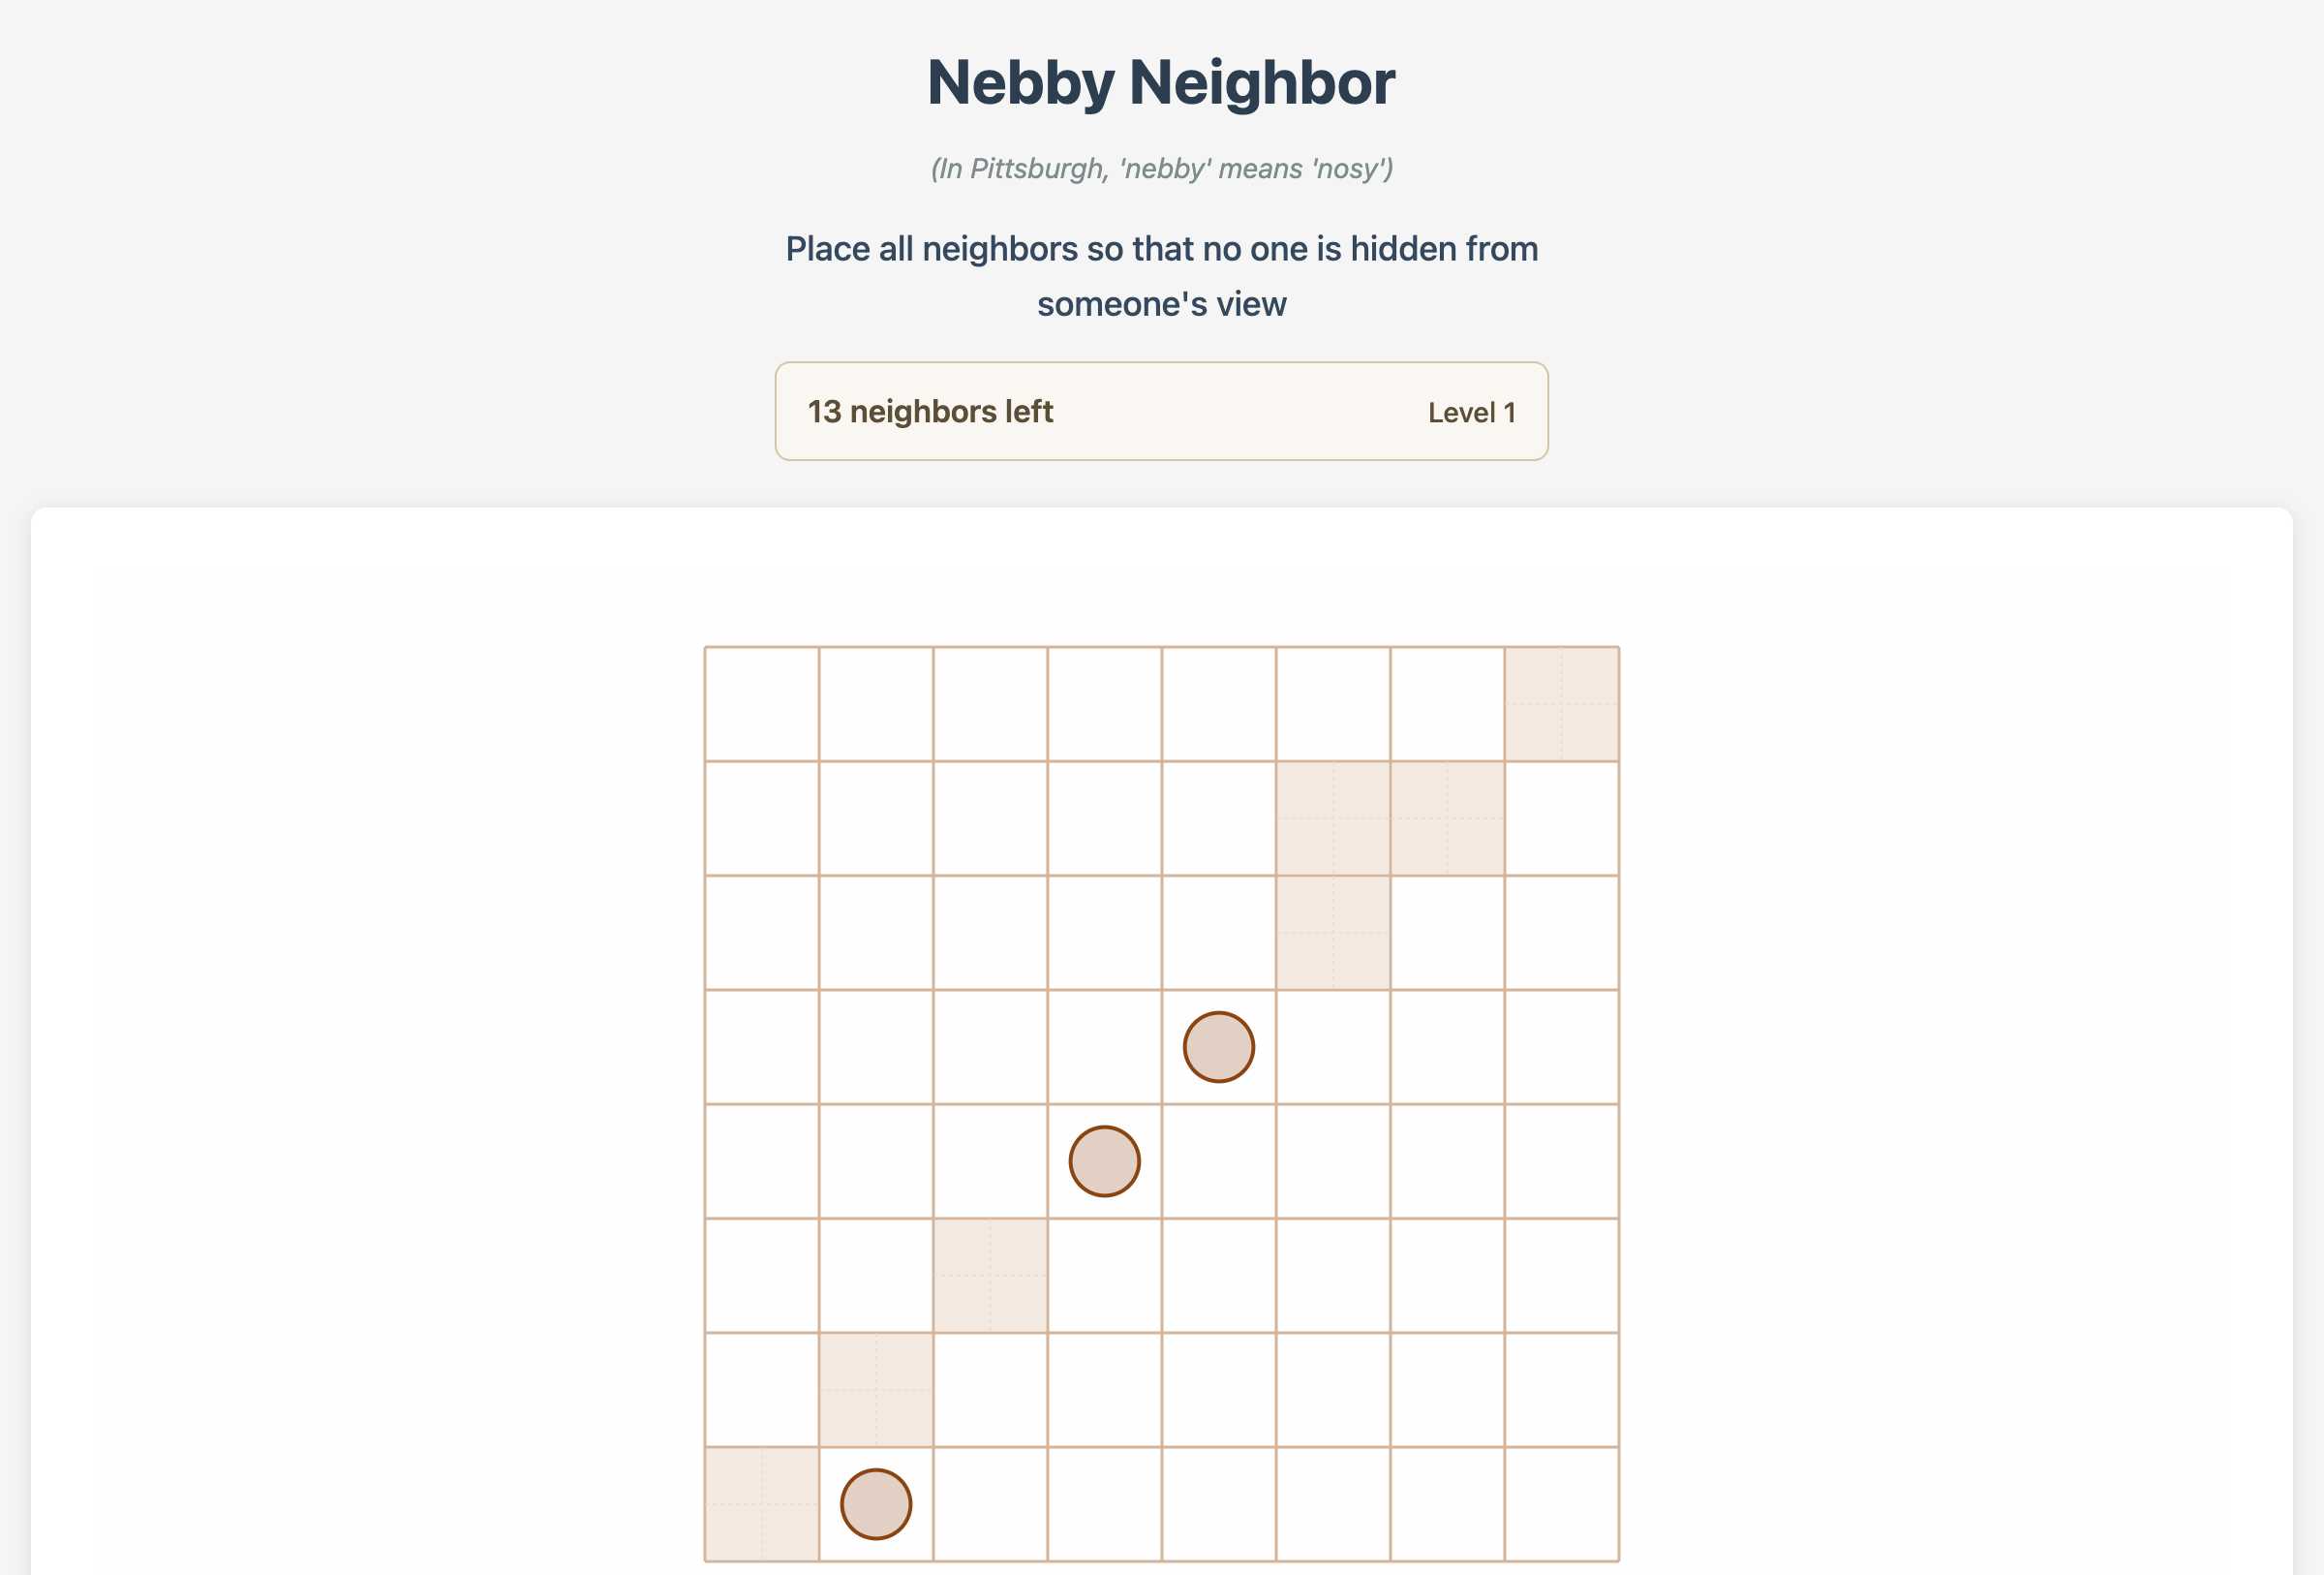 Nebby Neighbor
(In Pittsburgh, 'nebby' means 'nosy')
Place all neighbors so that no one is hidden from
someone's view
13 neighbors left
Level 1